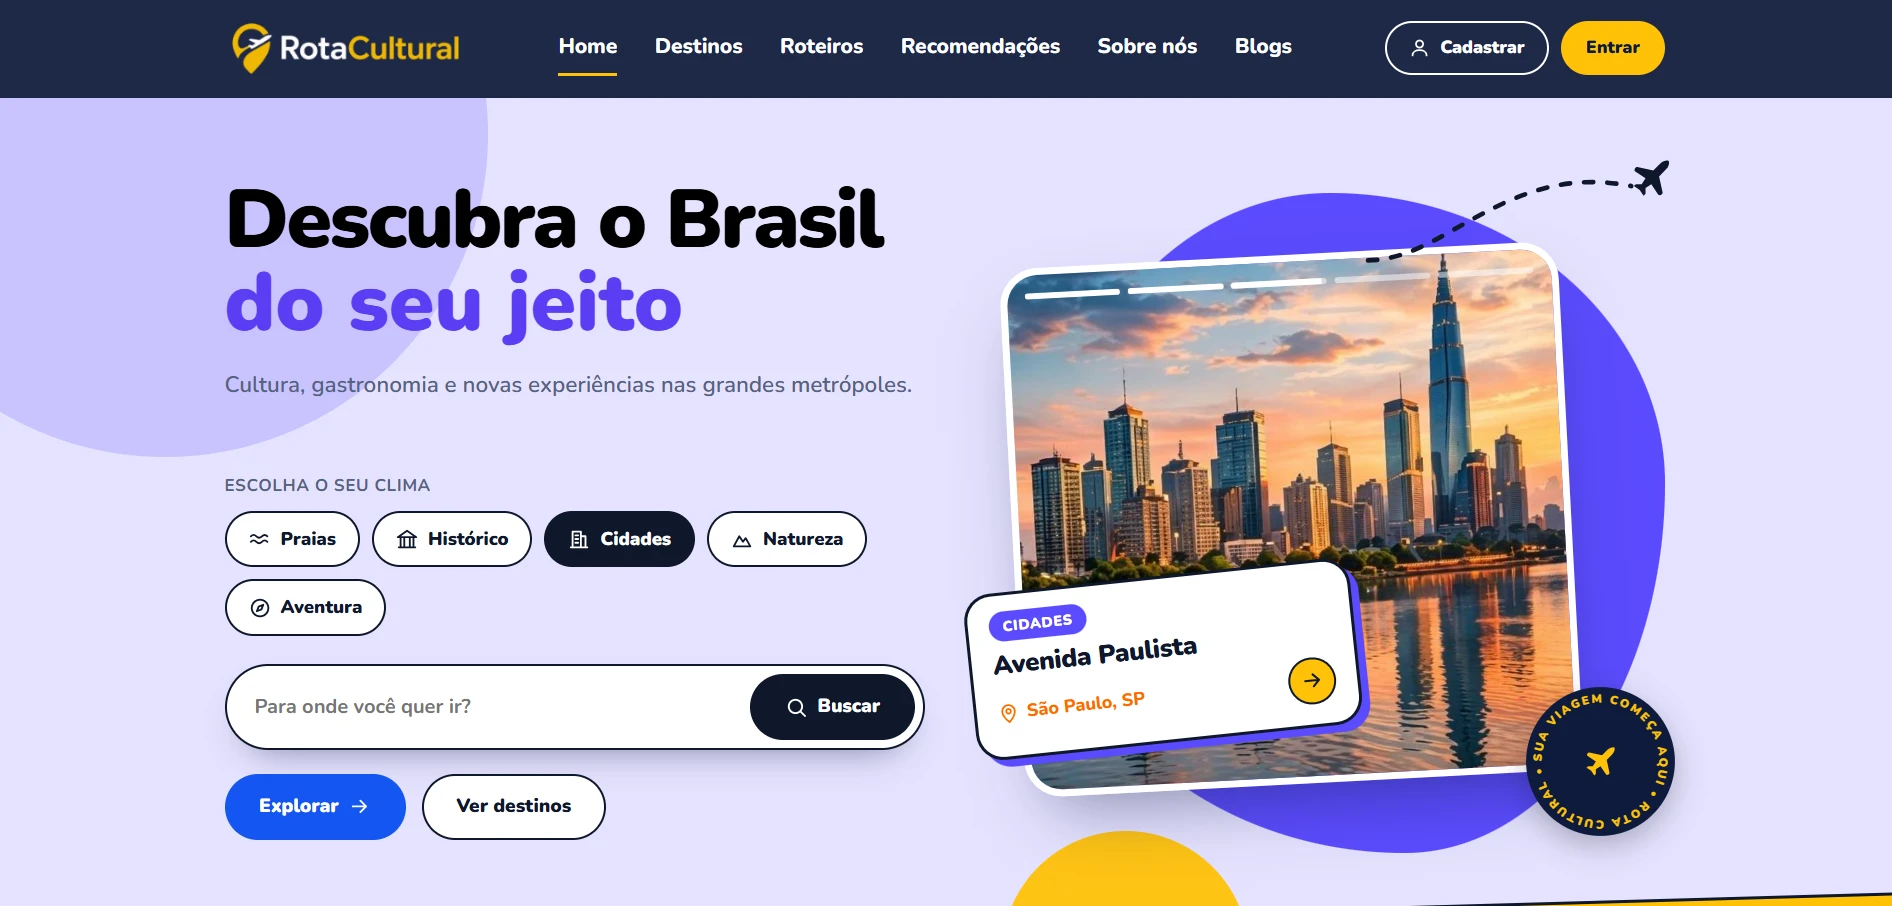 RotaCultural
Home
Destinos
Roteiros
Recomendações
Sobre nós
Blogs
Cadastrar
Entrar
Descubra o Brasil
do seu jeito
Cultura, gastronomia e novas experiências nas grandes metrópoles.
ESCOLHA O SEU CLIMA
Praias
Histórico
Cidades
Natureza
Aventura
Para onde você quer ir?
Buscar
Explorar
Ver destinos
CIDADES
Avenida Paulista
São Paulo, SP
SUA VIAGEM COMEÇA AQUI • ROTA CULTURAL •